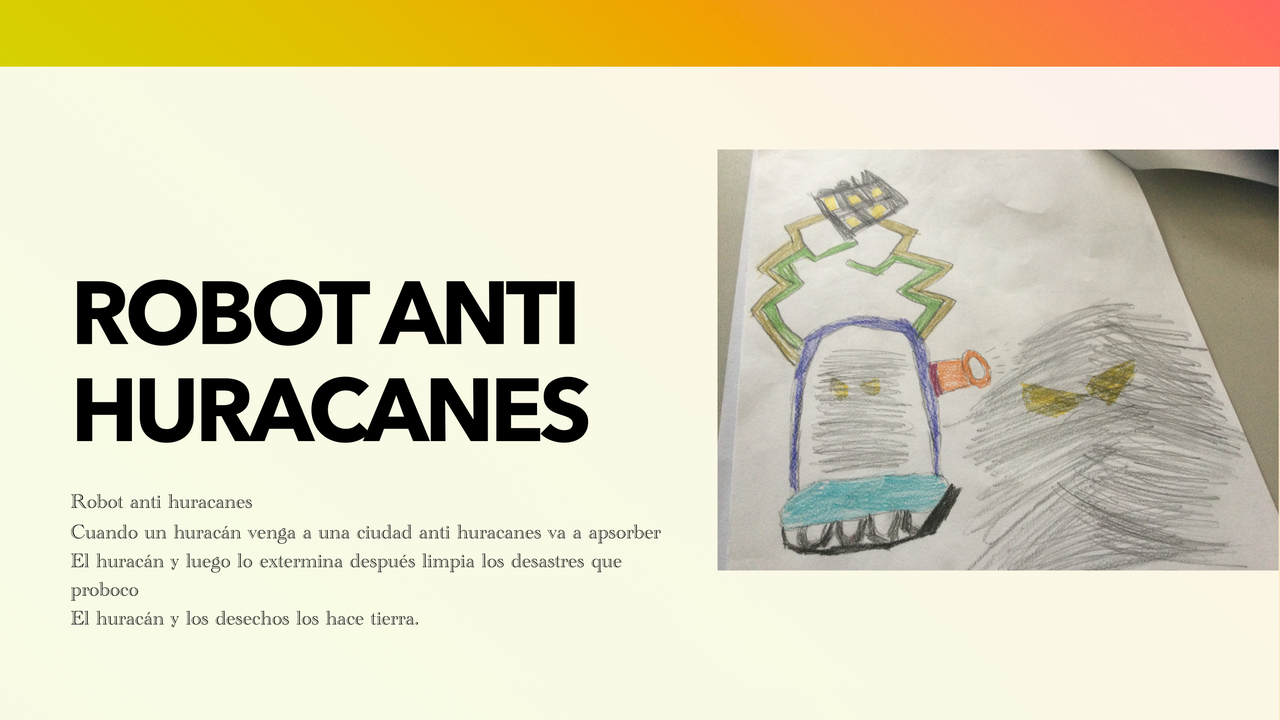 ROBOT ANTI
HURACANES
Robot anti huracanes
Cuando un huracán venga a una ciudad anti huracanes va a apsorber
El huracán y luego lo extermina después limpia los desastres que
proboco
El huracán y los desechos los hace tierra.